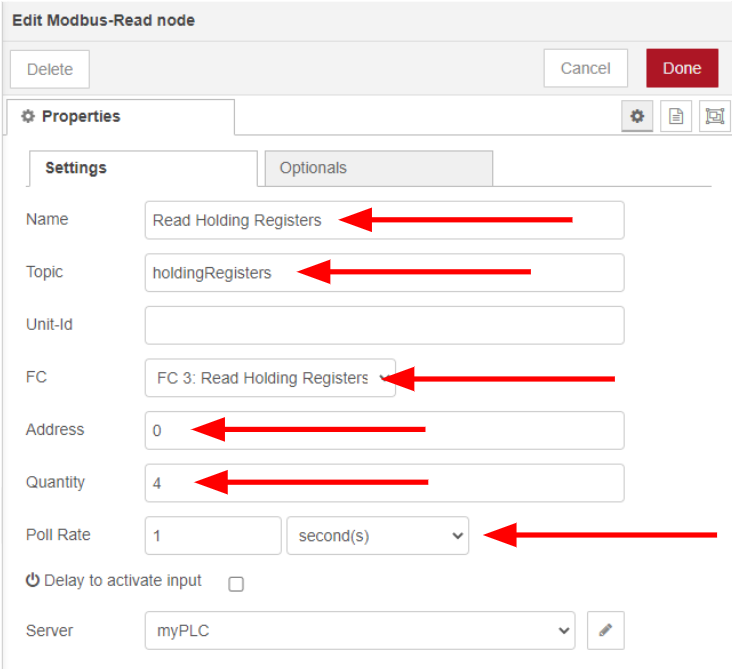 Edit Modbus-Read node
Delete
Cancel
Done
Properties
Settings
Optionals
Name
Read Holding Registers
Topic
holdingRegisters
Unit-Id
FC
FC 3: Read Holding Registers
Address
0
Quantity
4
Poll Rate
1
second(s)
Delay to activate input
Server
myPLC